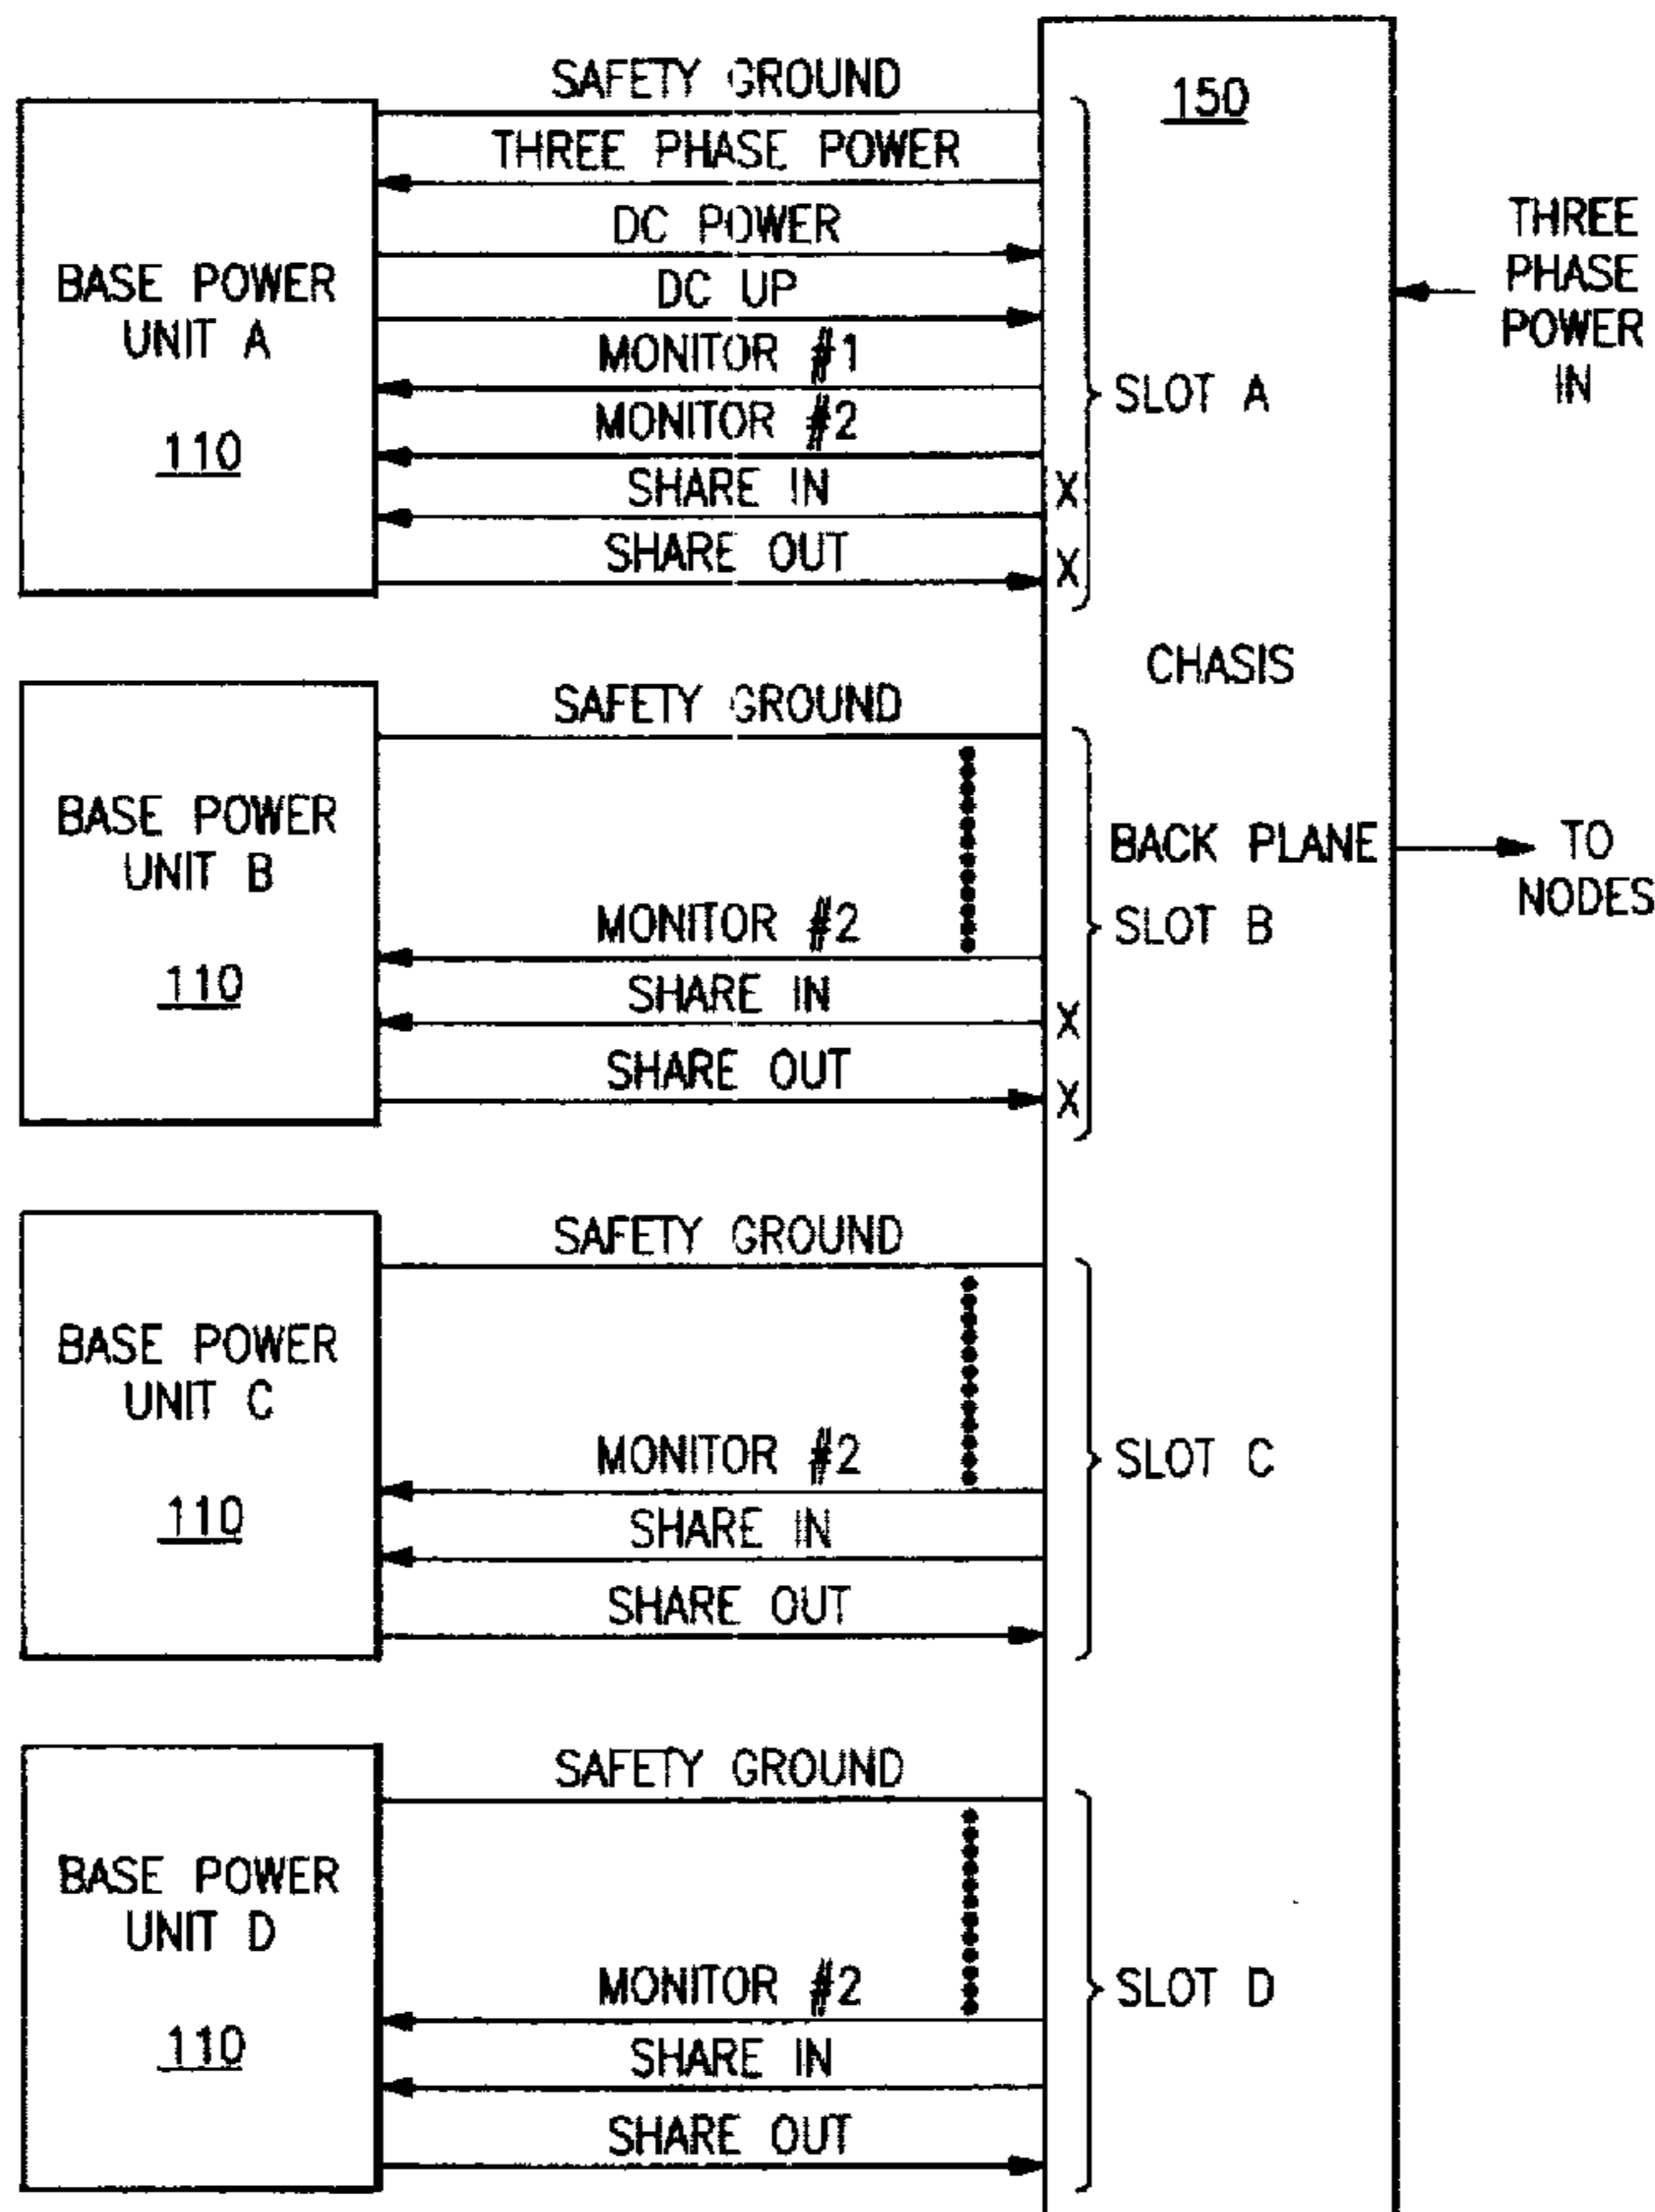 SAFETY GROUND
150
THREE PHASE POWER
DC POWER
DC UP
MONITOR #1
MONITOR #2
SHARE IN
X
SHARE OUT
X
BASE POWER
UNIT A
110
SLOT A
THREE
PHASE
POWER
IN
CHASIS
SAFETY GROUND
BASE POWER
UNIT B
110
MONITOR #2
SHARE IN
X
SHARE OUT
X
BACK PLANE
SLOT B
TO
NODES
SAFETY GROUND
BASE POWER
UNIT C
110
MONITOR #2
SHARE IN
SHARE OUT
SLOT C
SAFETY GROUND
BASE POWER
UNIT D
110
MONITOR #2
SHARE IN
SHARE OUT
SLOT D